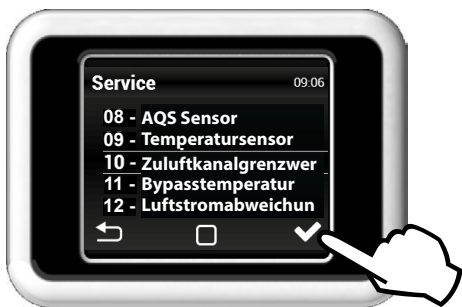 Service 09:06
08 - AQS Sensor
09 - Temperatursensor
10 - Zuluftkanalgrenzwer
11 - Bypasstemperatur
12 - Luftstromabweichun